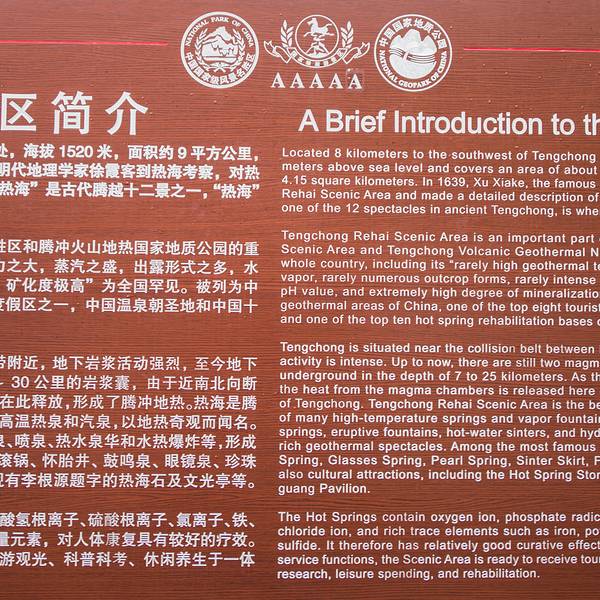 NATIONAL PARK OF CHINA
中国国家级风景名胜区
AAAAA
中国国家地质公园
NATIONAL GEOPARK OF CHINA
区简介
处，海拔 1520 米，面积约 9 平方公里，
明代地理学家徐霞客到热海考察，对热
热海”是古代腾越十二景之一，“热海”
胜区和腾冲火山地热国家地质公园的重
力之大，蒸汽之盛，出露形式之多，水
矿化度极高”为全国罕见。被列为中
度假区之一，中国温泉朝圣地和中国十
带附近，地下岩浆活动强烈，至今地下
~ 30 公里的岩浆囊，由于近南北向断
在此释放，形成了腾冲地热。热海是腾
高温热泉和汽泉，以地热奇观而闻名。
泉、喷泉、热水泉华和水热爆炸等，形成
滚锅、怀胎井、鼓鸣泉、眼镜泉、珍珠
现有李根源题字的热海石及文光亭等。
酸氢根离子、硫酸根离子、氯离子、铁、
量元素，对人体康复具有较好的疗效。
游观光、科普科考、休闲养生于一体
A Brief Introduction to th
Located 8 kilometers to the southwest of Tengchong
meters above sea level and covers an area of about
4.15 square kilometers. In 1639, Xu Xiake, the famous
Rehai Scenic Area and made a detailed description of
one of the 12 spectacles in ancient Tengchong, is whe
Tengchong Rehai Scenic Area is an important part
Scenic Area and Tengchong Volcanic Geothermal N
whole country, including its "rarely high geothermal te
vapor, rarely numerous outcrop forms, rarely intense
pH value, and extremely high degree of mineralizatio
geothermal areas of China, one of the top eight tourist
and one of the top ten hot spring rehabilitation bases o
Tengchong is situated near the collision belt between
activity is intense. Up to now, there are still two magm
underground in the depth of 7 to 25 kilometers. As th
the heat from the magma chambers is released here
of Tengchong. Tengchong Rehai Scenic Area is the be
of many high-temperature springs and vapor fountain
springs, eruptive fountains, hot-water sinters, and hyd
rich geothermal spectacles. Among the most famous
Spring, Glasses Spring, Pearl Spring, Sinter Skirt, F
also cultural attractions, including the Hot Spring Ston
guang Pavilion.
The Hot Springs contain oxygen ion, phosphate radic
chloride ion, and rich trace elements such as iron, po
sulfide. It therefore has relatively good curative effect
service functions, the Scenic Area is ready to receive tour
research, leisure spending, and rehabilitation.